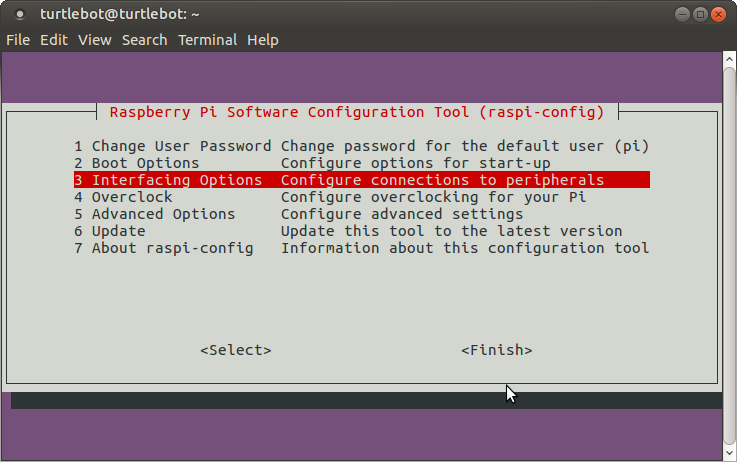 turtlebot@turtlebot: ~
File Edit View Search Terminal Help
Raspberry Pi Software Configuration Tool (raspi-config)
1 Change User Password Change password for the default user (pi)
2 Boot Options Configure options for start-up
3 Interfacing Options Configure connections to peripherals
4 Overclock Configure overclocking for your Pi
5 Advanced Options Configure advanced settings
6 Update Update this tool to the latest version
7 About raspi-config Information about this configuration tool
<Select> <Finish>